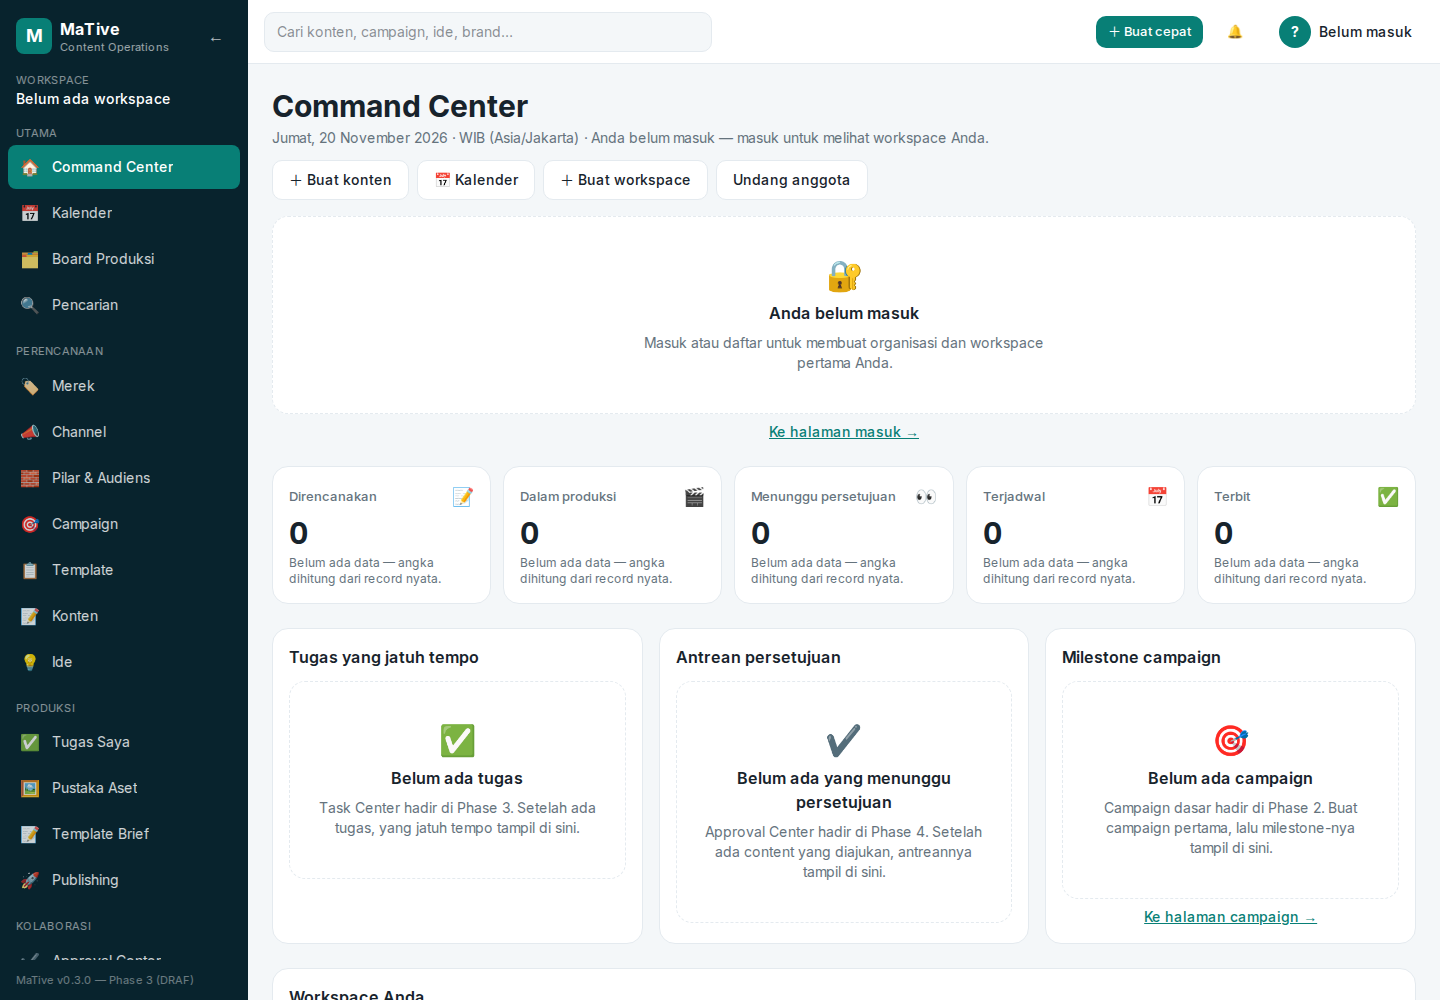 M
MaTive
Content Operations
←
WORKSPACE
Belum ada workspace
UTAMA
Command Center
Kalender
Board Produksi
Pencarian
PERENCANAAN
Merek
Channel
Pilar & Audiens
Campaign
Template
Konten
Ide
PRODUKSI
Tugas Saya
Pustaka Aset
Template Brief
Publishing
KOLABORASI
Approval Center
MaTive v0.3.0 — Phase 3 (DRAF)
Cari konten, campaign, ide, brand...
+ Buat cepat
?
Belum masuk
Command Center
Jumat, 20 November 2026 · WIB (Asia/Jakarta) · Anda belum masuk — masuk untuk melihat workspace Anda.
+ Buat konten
Kalender
+ Buat workspace
Undang anggota
Anda belum masuk
Masuk atau daftar untuk membuat organisasi dan workspace
pertama Anda.
Ke halaman masuk →
Direncanakan
0
Belum ada data — angka
dihitung dari record nyata.
Dalam produksi
0
Belum ada data — angka
dihitung dari record nyata.
Menunggu persetujuan
0
Belum ada data — angka
dihitung dari record nyata.
Terjadwal
0
Belum ada data — angka
dihitung dari record nyata.
Terbit
0
Belum ada data — angka
dihitung dari record nyata.
Tugas yang jatuh tempo
Belum ada tugas
Task Center hadir di Phase 3. Setelah ada
tugas, yang jatuh tempo tampil di sini.
Antrean persetujuan
Belum ada yang menunggu
persetujuan
Approval Center hadir di Phase 4. Setelah
ada content yang diajukan, antreannya
tampil di sini.
Milestone campaign
Belum ada campaign
Campaign dasar hadir di Phase 2. Buat
campaign pertama, lalu milestone-nya
tampil di sini.
Ke halaman campaign →
Workspace Anda